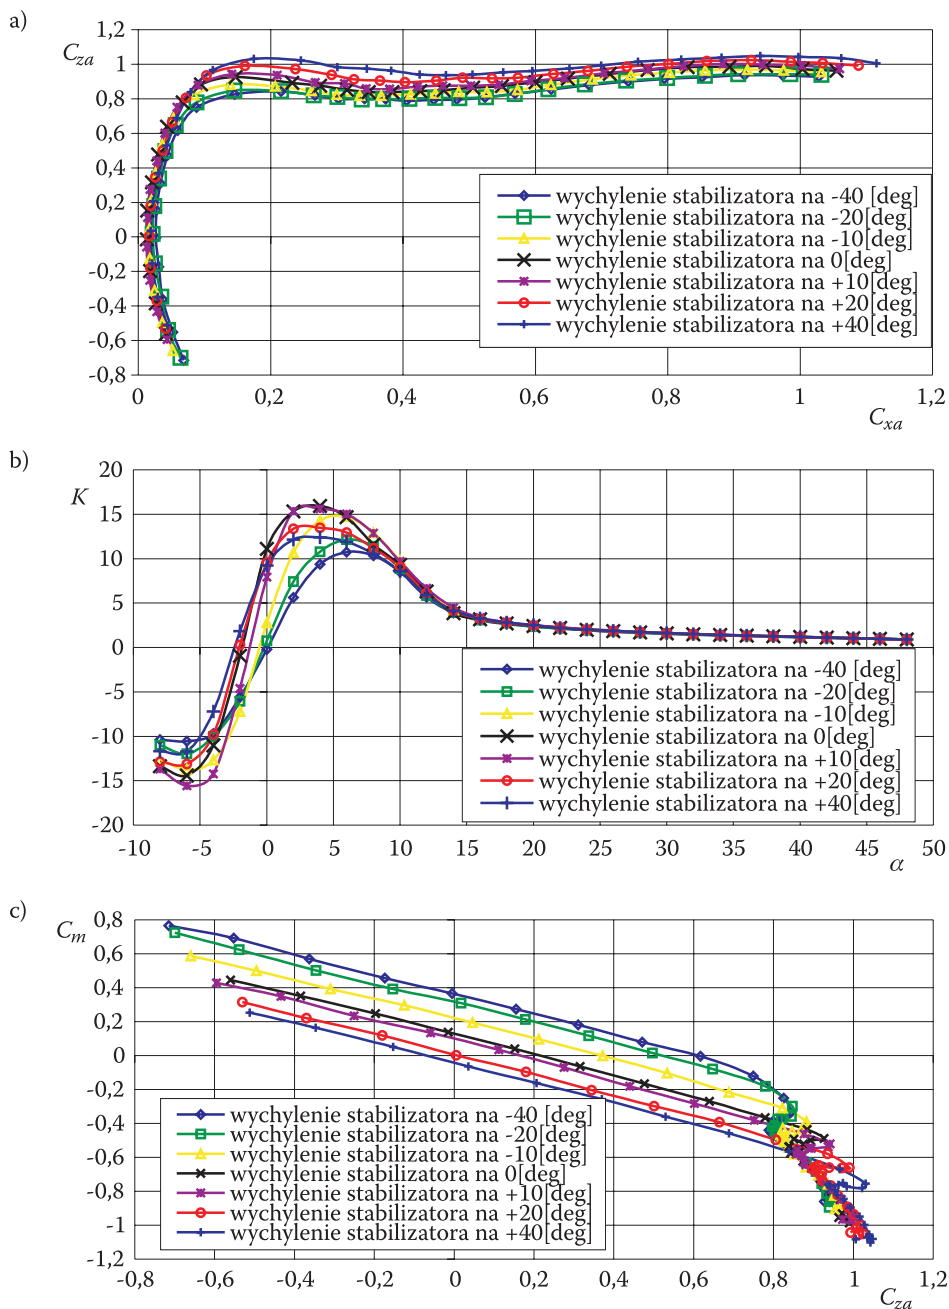 a)
1,2
C_za
1
0,8
0,6
0,4
0,2
0
-0,2
-0,4
-0,6
-0,8
wychylenie stabilizatora na -40 [deg]
wychylenie stabilizatora na -20[deg]
wychylenie stabilizatora na -10[deg]
wychylenie stabilizatora na 0[deg]
wychylenie stabilizatora na +10[deg]
wychylenie stabilizatora na +20[deg]
wychylenie stabilizatora na +40[deg]
0 0,2 0,4 0,6 0,8 1 1,2
C_xa
b)
20
K
15
10
5
0
-5
-10
-15
-20
wychylenie stabilizatora na -40 [deg]
wychylenie stabilizatora na -20[deg]
wychylenie stabilizatora na -10[deg]
wychylenie stabilizatora na 0[deg]
wychylenie stabilizatora na +10[deg]
wychylenie stabilizatora na +20[deg]
wychylenie stabilizatora na +40[deg]
-10 -5 0 5 10 15 20 25 30 35 40 45 50
α
c)
0,8
C_m
0,6
0,4
0,2
0
-0,2
-0,4
-0,6
-0,8
-1
-1,2
wychylenie stabilizatora na -40 [deg]
wychylenie stabilizatora na -20[deg]
wychylenie stabilizatora na -10[deg]
wychylenie stabilizatora na 0[deg]
wychylenie stabilizatora na +10[deg]
wychylenie stabilizatora na +20[deg]
wychylenie stabilizatora na +40[deg]
-0,8 -0,6 -0,4 -0,2 0 0,2 0,4 0,6 0,8 1 1,2
C_za